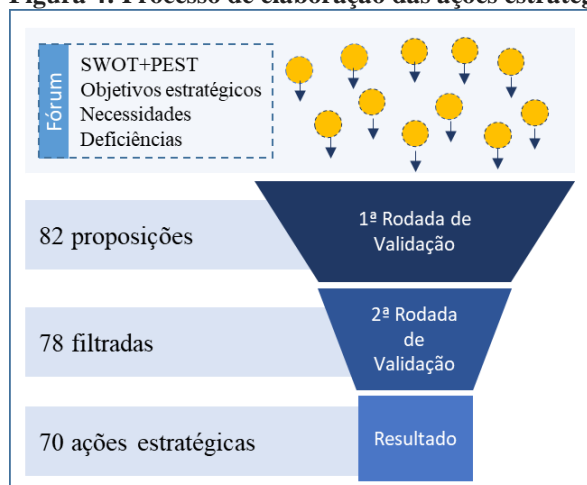 Figura 4: Processo de elaboração das ações estratég
Fórum
SWOT+PEST
Objetivos estratégicos
Necessidades
Deficiências
82 proposições
1ª Rodada de
Validação
78 filtradas
2ª Rodada
de
Validação
70 ações estratégicas
Resultado